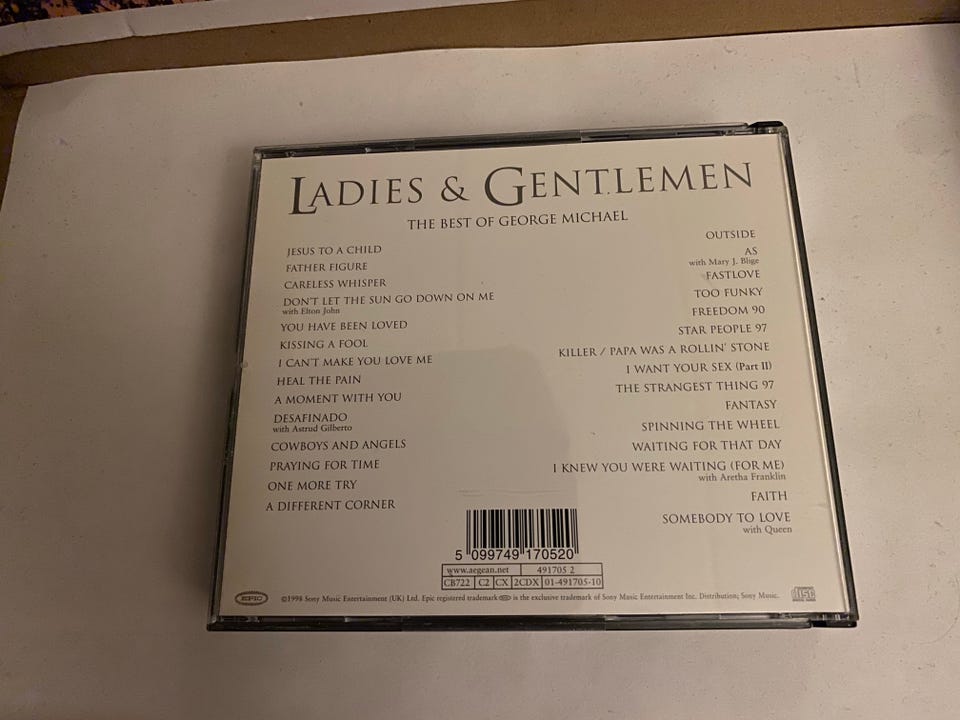 LADIES & GENTLEMEN
THE BEST OF GEORGE MICHAEL
JESUS TO A CHILD
FATHER FIGURE
CARELESS WHISPER
DON'T LET THE SUN GO DOWN ON ME
with Elton John
YOU HAVE BEEN LOVED
KISSING A FOOL
I CAN'T MAKE YOU LOVE ME
HEAL THE PAIN
A MOMENT WITH YOU
DESAFINADO
with Astrud Gilberto
COWBOYS AND ANGELS
PRAYING FOR TIME
ONE MORE TRY
A DIFFERENT CORNER
OUTSIDE
AS
with Mary J. Blige
FASTLOVE
TOO FUNKY
FREEDOM 90
STAR PEOPLE 97
KILLER / PAPA WAS A ROLLIN' STONE
I WANT YOUR SEX (Part II)
THE STRANGEST THING 97
FANTASY
SPINNING THE WHEEL
WAITING FOR THAT DAY
I KNEW YOU WERE WAITING (FOR ME)
with Aretha Franklin
FAITH
SOMEBODY TO LOVE
with Queen
5 099749 170520
www.aegean.net 491705 2
CB722 C2 CX 2CDX 01-491705-10
EPIC ©1998 Sony Music Entertainment (UK) Ltd. Epic registered trademark EPIC is the exclusive trademark of Sony Music Entertainment Inc. Distribution; Sony Music. DISC